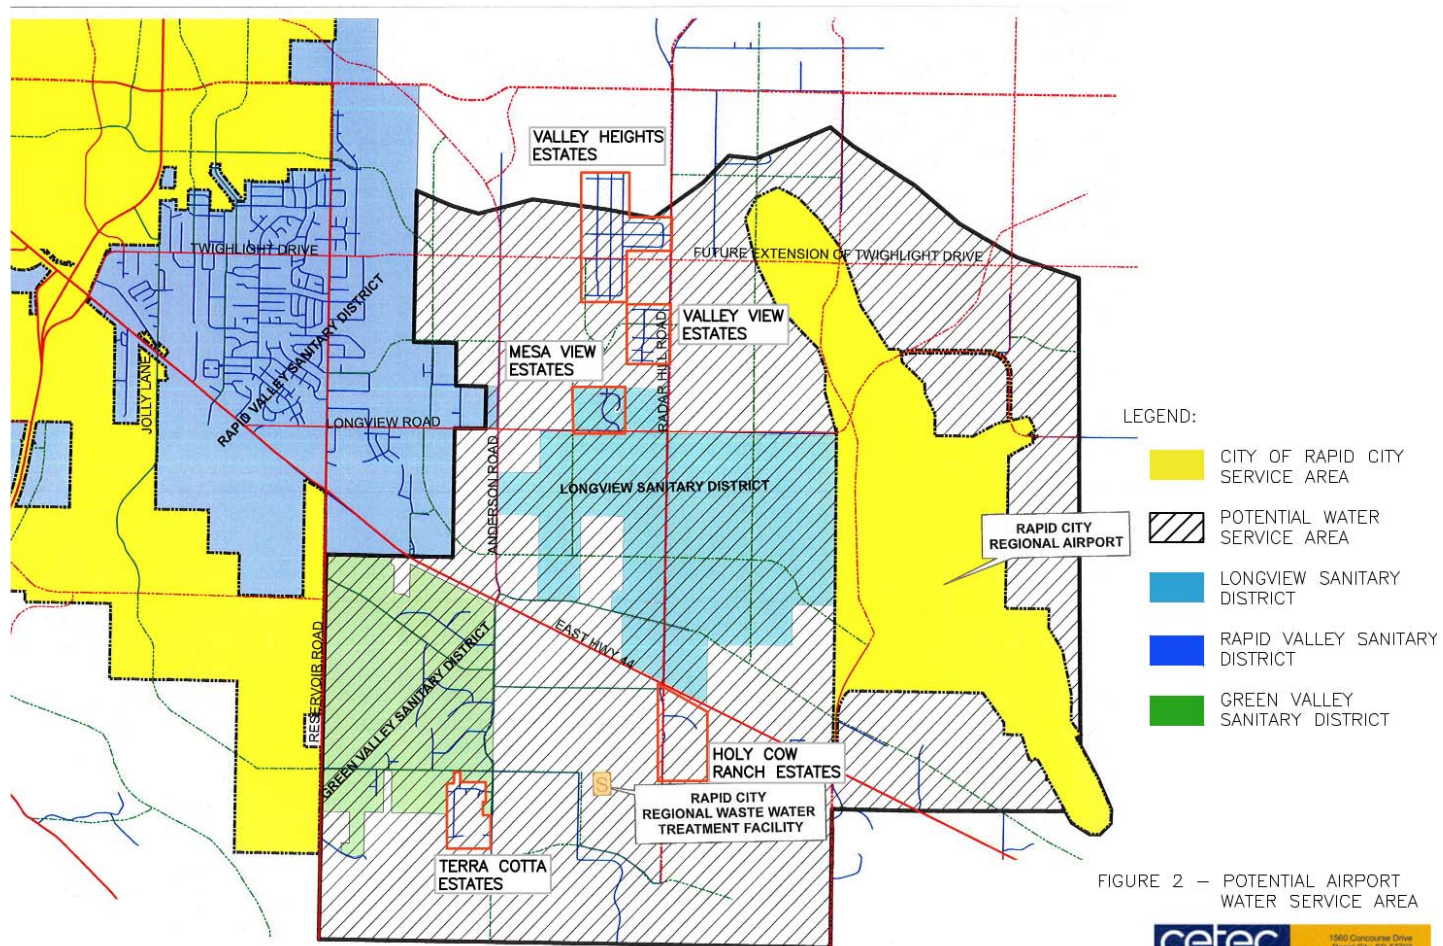 VALLEY HEIGHTS
ESTATES
TWIGHLIGHT DRIVE
FUTURE EXTENSION OF TWIGHLIGHT DRIVE
RAPID VALLEY SANITARY DISTRICT
VALLEY VIEW
ESTATES
MESA VIEW
ESTATES
JOLLY LANE
RADAR HILL ROAD
LONGVIEW ROAD
ANDERSON ROAD
LONGVIEW SANITARY DISTRICT
RAPID CITY
REGIONAL AIRPORT
EAST HWY 44
RESERVOIR ROAD
GREEN VALLEY SANITARY DISTRICT
HOLY COW
RANCH ESTATES
S
RAPID CITY
REGIONAL WASTE WATER
TREATMENT FACILITY
TERRA COTTA
ESTATES
LEGEND:
CITY OF RAPID CITY
SERVICE AREA
POTENTIAL WATER
SERVICE AREA
LONGVIEW SANITARY
DISTRICT
RAPID VALLEY SANITARY
DISTRICT
GREEN VALLEY
SANITARY DISTRICT
FIGURE 2 – POTENTIAL AIRPORT
WATER SERVICE AREA
cetec
1560 Concourse Drive